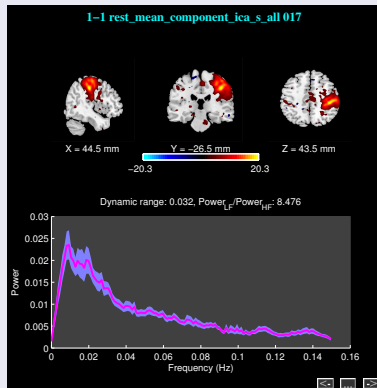 1-1 rest_mean_component_ica_s_all 017
X = 44.5 mm
Y = -26.5 mm
Z = 43.5 mm
-20.3
20.3
Dynamic range: 0.032, Power_LF/Power_HF: 8.476
0.03
0.025
0.02
0.015
0.01
0.005
0
Power
0
0.02
0.04
0.06
0.08
0.1
0.12
0.14
0.16
Frequency (Hz)
<- ... ->